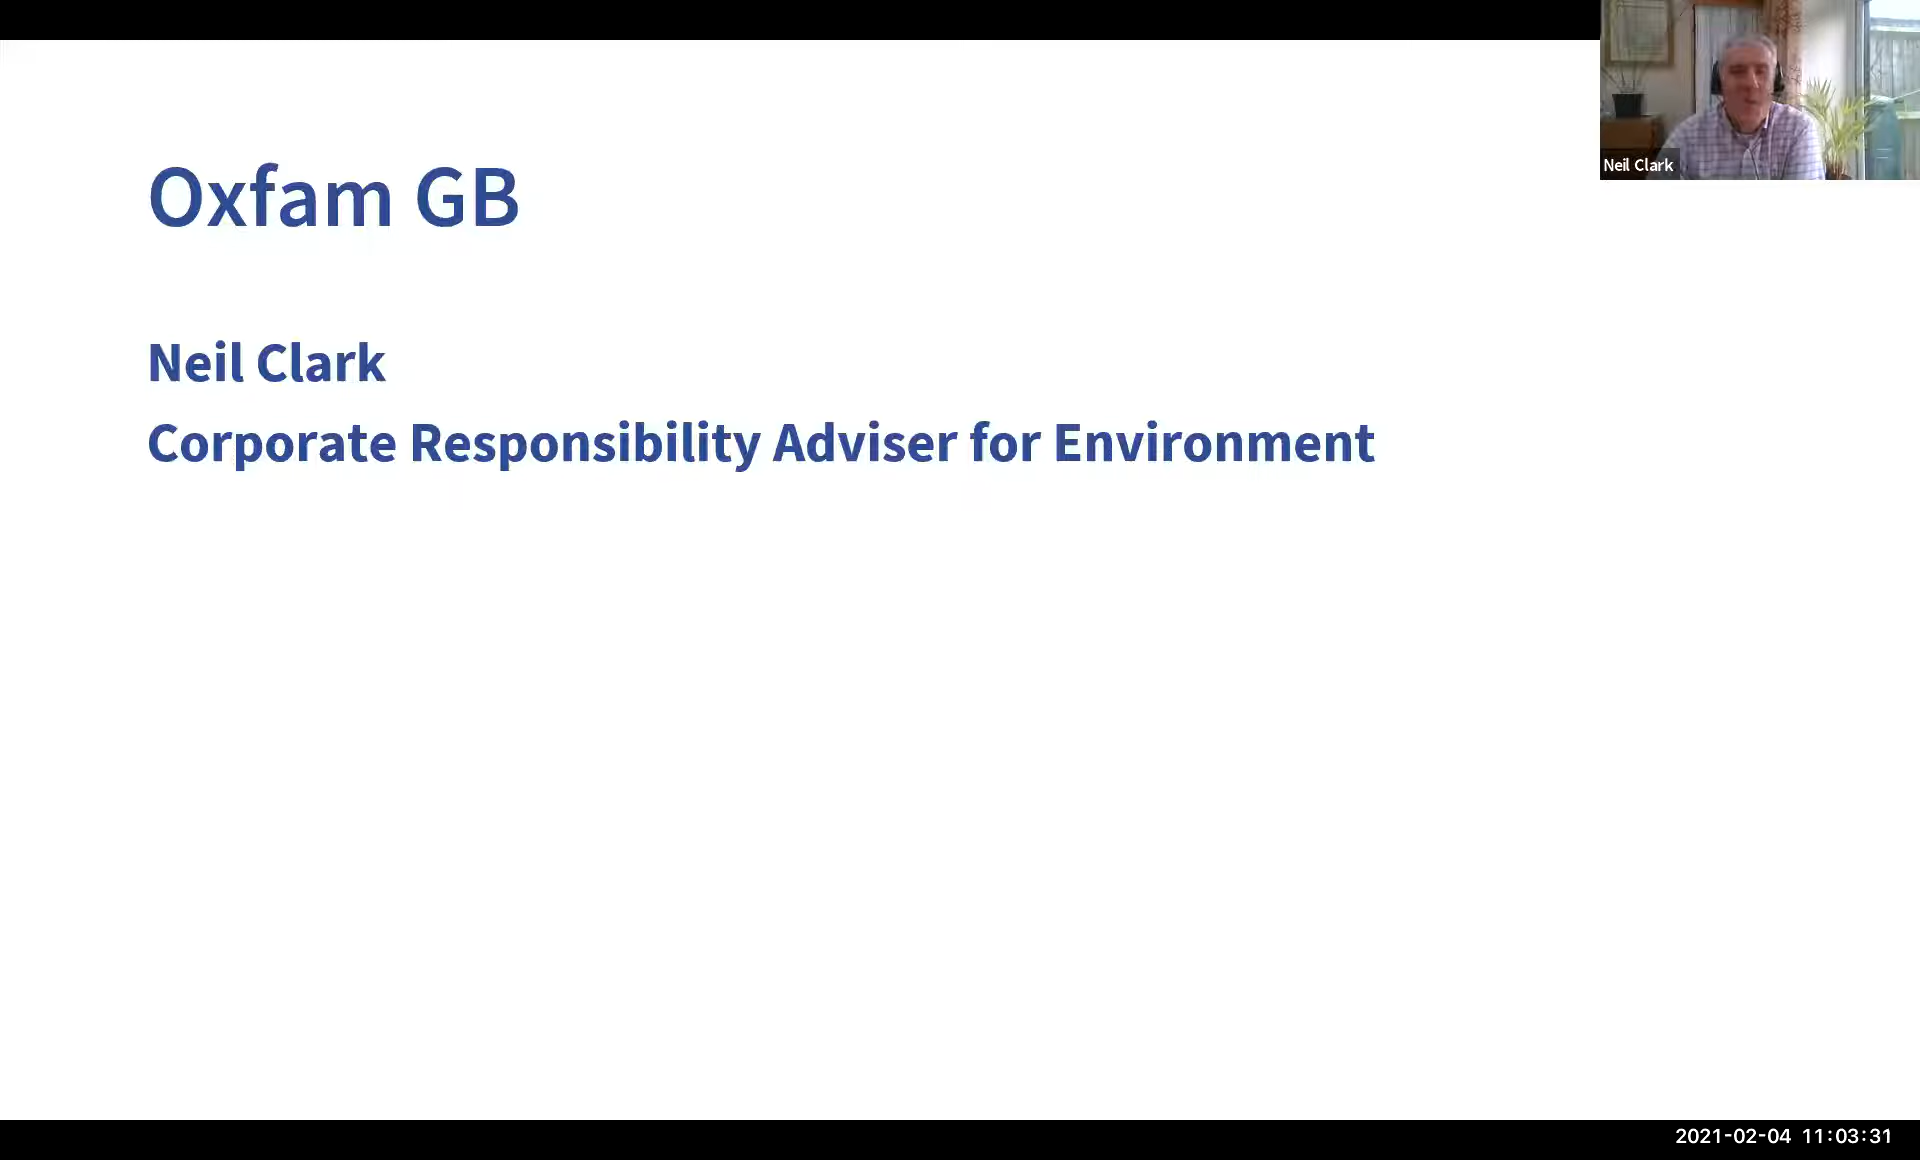 Oxfam GB
Neil Clark
Neil Clark
Corporate Responsibility Adviser for Environment
2021-02-04 11:03:31